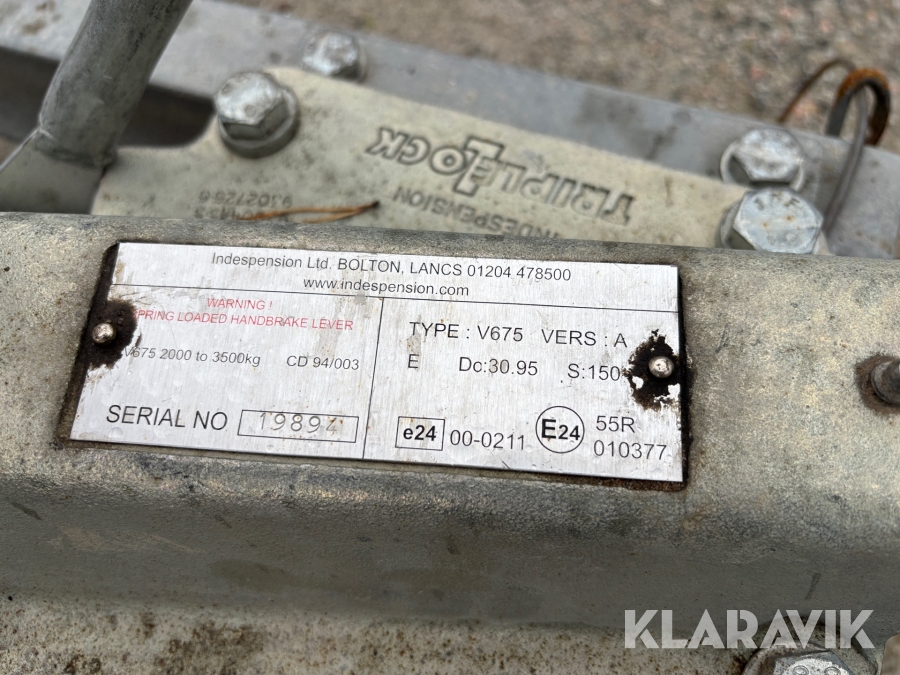 TRIPLELOCK
INDESPENSION
Indespension Ltd. BOLTON, LANCS 01204 478500
www.indespension.com
WARNING !
SPRING LOADED HANDBRAKE LEVER
V675 2000 to 3500kg CD 94/003
SERIAL NO 19894
TYPE : V675 VERS : A
E Dc:30.95 S:150
e24 00-0211 E24 55R
010377
KLARAVIK